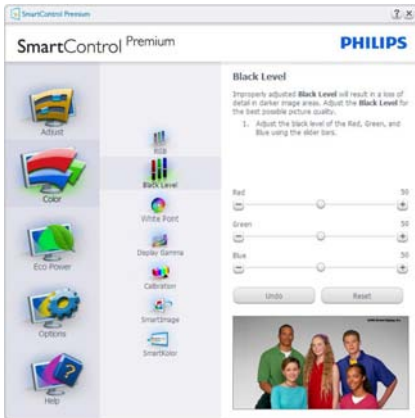 SmartControl Premium
SmartControl Premium
PHILIPS
Adjust
Color
Eco Power
Options
Help
RGB
Black Level
White Point
Display Gamma
Calibration
SmartImage
SmartKolor
Black Level
Improperly adjusted Black Level will result in a loss of
detail in darker image areas. Adjust the Black Level for
the best possible picture quality.
1. Adjust the black level of the Red, Green, and
Blue using the slider bars.
Red 50
Green 50
Blue 50
Undo Reset